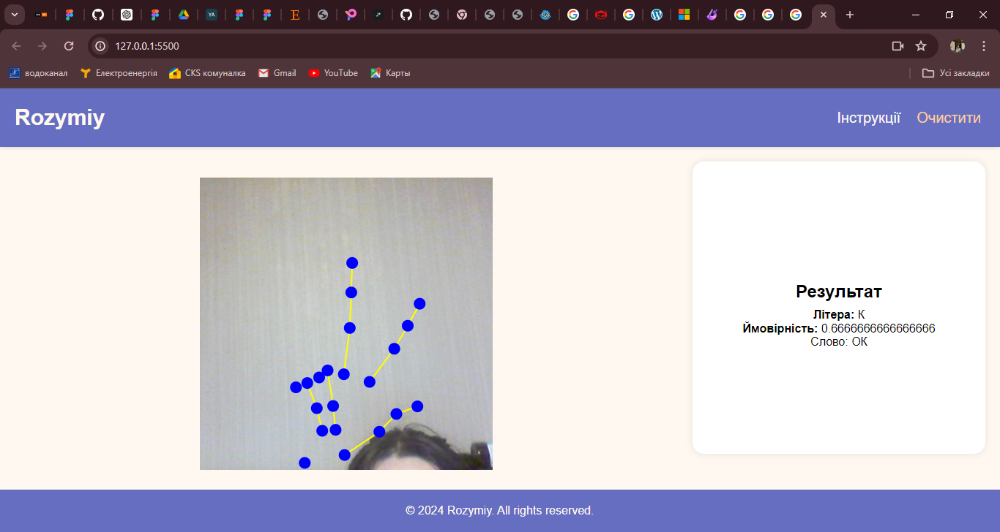 YA
J*
127.0.0.1:5500
водоканал
Електроенергія
CKS комуналка
Gmail
YouTube
Карты
Усі закладки
Rozymiy
Інструкції
Очистити
Результат
Літера: К
Ймовірність: 0.6666666666666666
Слово: ОК
© 2024 Rozymiy. All rights reserved.